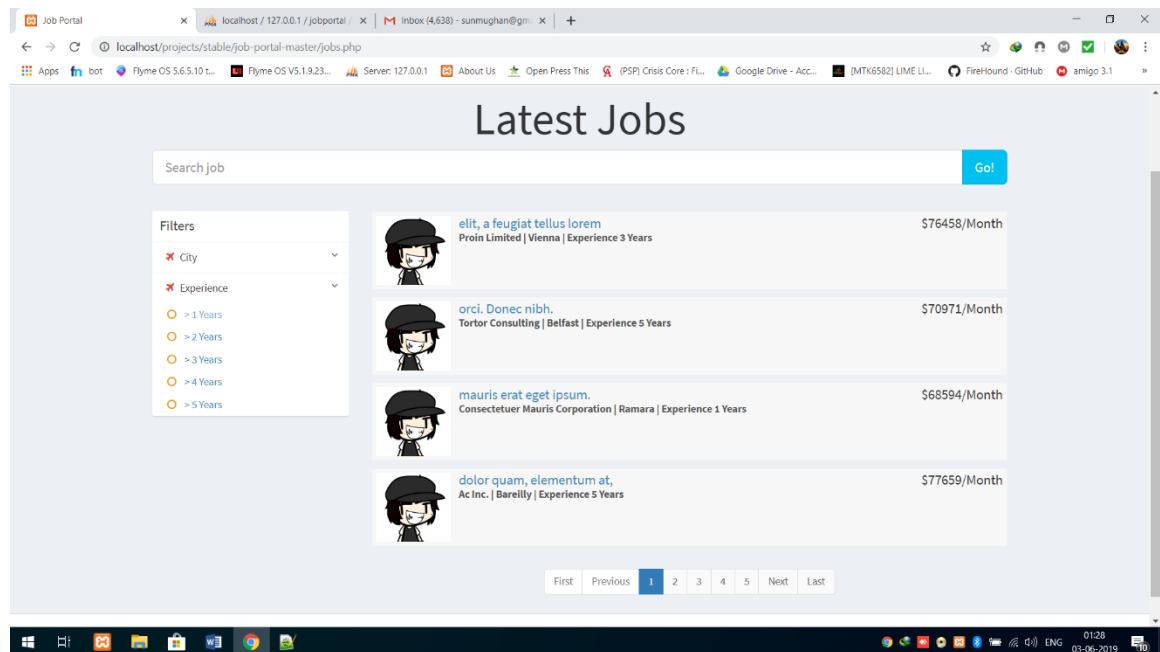 Job Portal
localhost / 127.0.0.1 / jobportal /
Inbox (4,638) - sunmughan@gm
localhost/projects/stable/job-portal-master/jobs.php
Apps
bot
Flyme OS 5.6.5.10 t...
Flyme OS V5.1.9.23...
Server: 127.0.0.1
About Us
Open Press This
(PSP) Crisis Core : Fi...
Google Drive - Acc...
[MTK6582] LIME LI...
FireHound · GitHub
amigo 3.1
»
Latest Jobs
Search job
Go!
Filters
City
Experience
> 1 Years
> 2 Years
> 3 Years
> 4 Years
> 5 Years
elit, a feugiat tellus lorem
$76458/Month
Proin Limited | Vienna | Experience 3 Years
orci. Donec nibh.
$70971/Month
Tortor Consulting | Belfast | Experience 5 Years
mauris erat eget ipsum.
$68594/Month
Consectetuer Mauris Corporation | Ramara | Experience 1 Years
dolor quam, elementum at,
$77659/Month
Ac Inc. | Bareilly | Experience 5 Years
First Previous 1 2 3 4 5 Next Last
ENG
01:28
03-06-2019